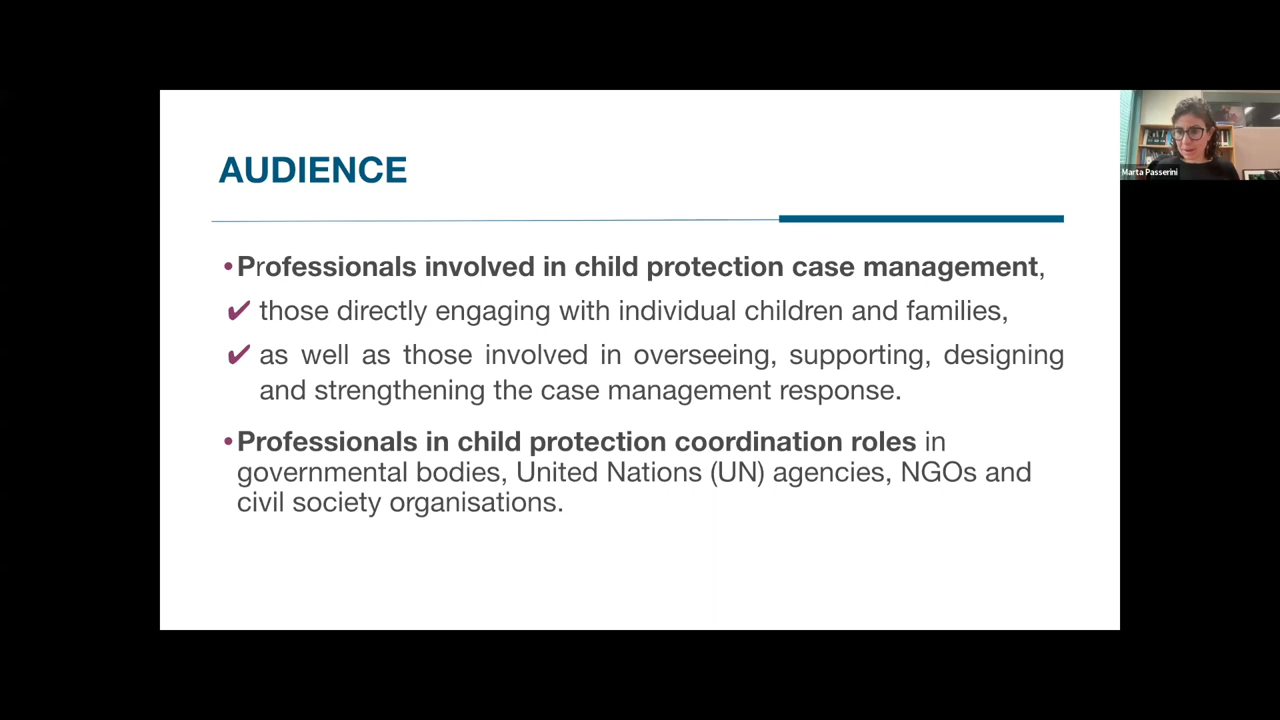 AUDIENCE
•Professionals involved in child protection case management,
✔ those directly engaging with individual children and families,
✔ as well as those involved in overseeing, supporting, designing
and strengthening the case management response.
•Professionals in child protection coordination roles in
governmental bodies, United Nations (UN) agencies, NGOs and
civil society organisations.
Marta Passerini